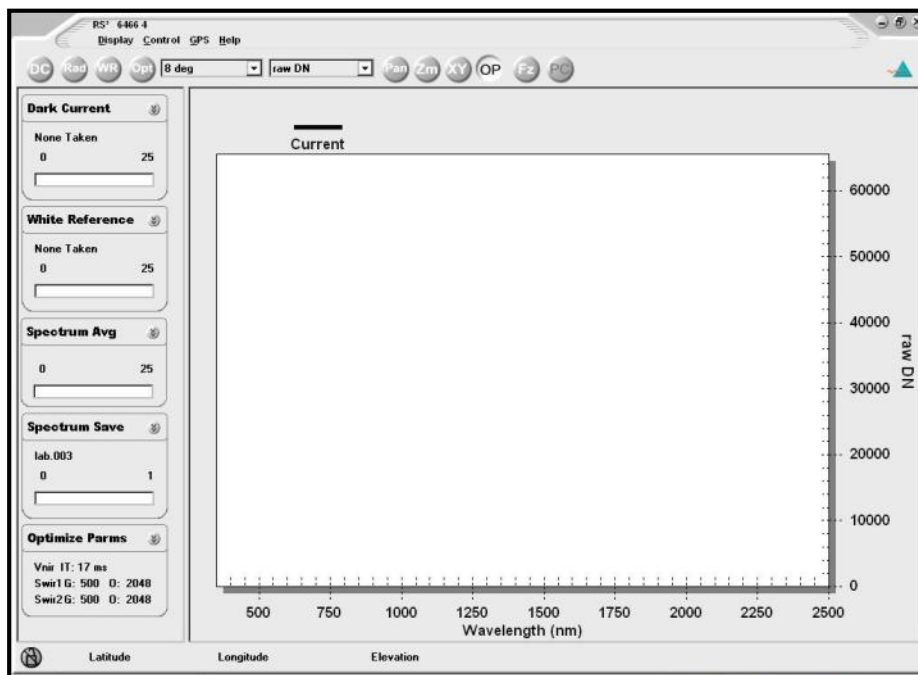 RS³ 6466 4
Display Control GPS Help
DC Rad WR Opt 8 deg raw DN Pan Zm XY OP Fz PC
Dark Current
None Taken
0 25
White Reference
None Taken
0 25
Spectrum Avg
0 25
Spectrum Save
lab.003
0 1
Optimize Parms
Vnir IT: 17 ms
Swir1 G: 500 O: 2048
Swir2 G: 500 O: 2048
Current
60000
50000
40000
30000
20000
10000
0
raw DN
500 750 1000 1250 1500 1750 2000 2250 2500
Wavelength (nm)
Latitude Longitude Elevation